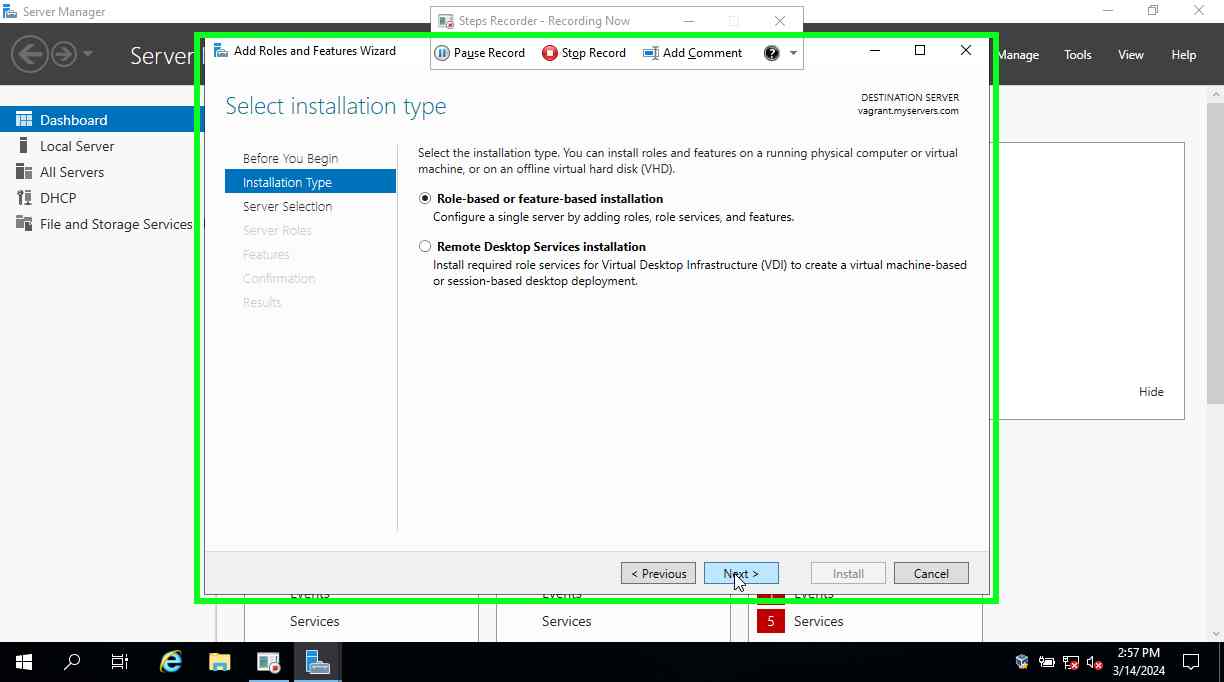 Server Manager
Steps Recorder - Recording Now
Pause Record
Stop Record
Add Comment
Server
Manage
Tools
View
Help
Add Roles and Features Wizard
Select installation type
DESTINATION SERVER
vagrant.myservers.com
Dashboard
Local Server
All Servers
DHCP
File and Storage Services
Before You Begin
Installation Type
Server Selection
Server Roles
Features
Confirmation
Results
Select the installation type. You can install roles and features on a running physical computer or virtual
machine, or on an offline virtual hard disk (VHD).
Role-based or feature-based installation
Configure a single server by adding roles, role services, and features.
Remote Desktop Services installation
Install required role services for Virtual Desktop Infrastructure (VDI) to create a virtual machine-based
or session-based desktop deployment.
Hide
< Previous
Next >
Install
Cancel
Events
Events
Events
Services
Services
5 Services
2:57 PM
3/14/2024